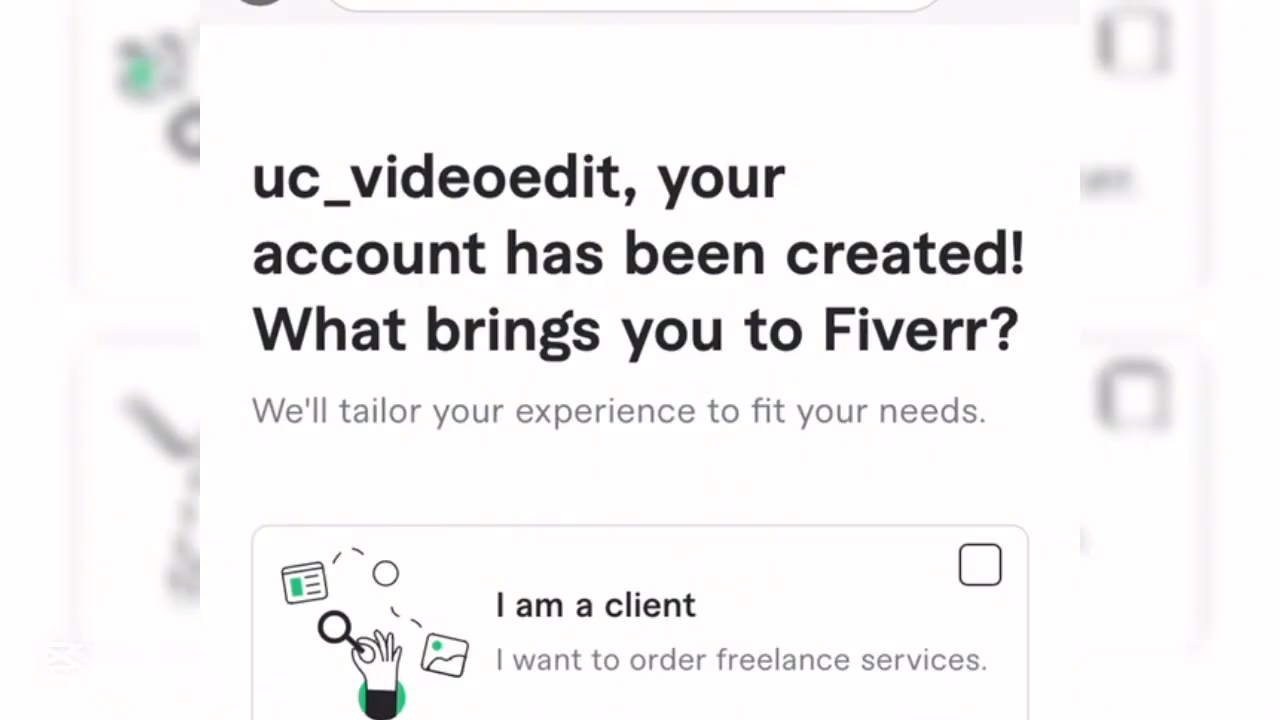 uc_videoedit, your
account has been created!
What brings you to Fiverr?
We'll tailor your experience to fit your needs.
I am a client
I want to order freelance services.